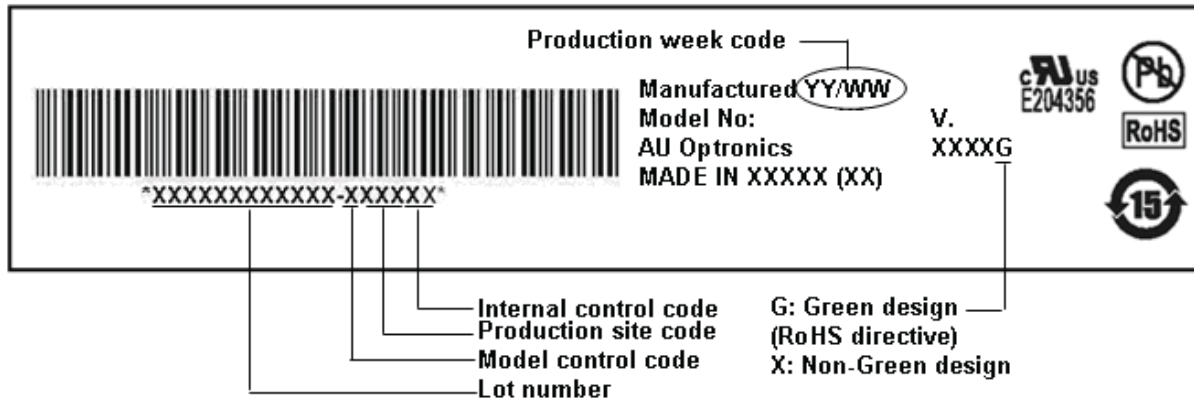 Production week code
Manufactured YY/WW
Model No: V.
AU Optronics XXXXG
MADE IN XXXXX (XX)
*XXXXXXXXXXXX-XXXXXX*
c RU US
E204356
Pb
RoHS
15
Internal control code
Production site code
Model control code
Lot number
G: Green design
(RoHS directive)
X: Non-Green design